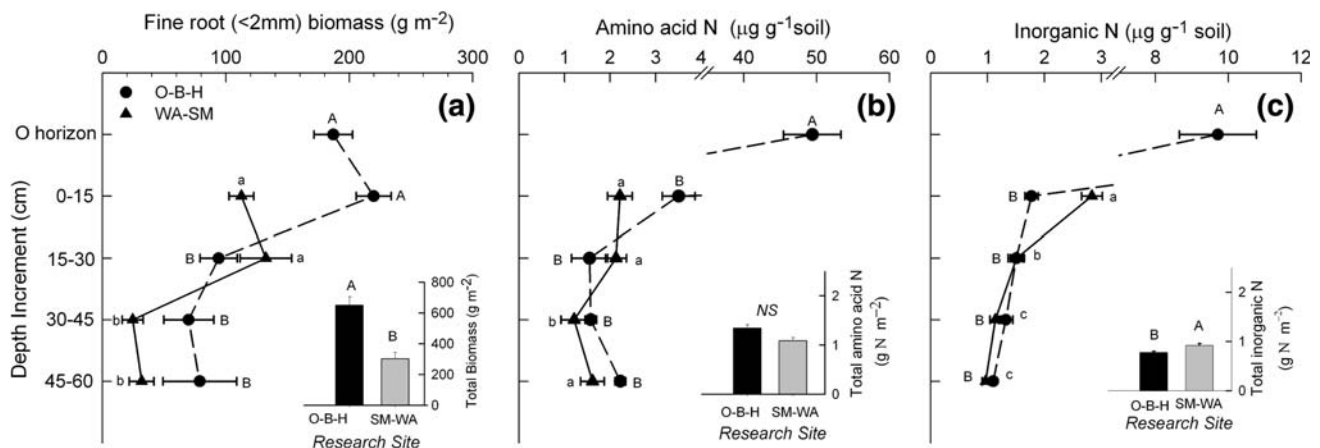 Fine root (<2mm) biomass (g m⁻²)
0 100 200 300
Amino acid N (μg g⁻¹soil)
0 1 2 3 4 40 50 60
Inorganic N (μg g⁻¹ soil)
0 1 2 3 8 10 12
Depth Increment (cm)
O horizon
0-15
15-30
30-45
45-60
O-B-H
WA-SM
(a)
A
a
A
B
a
b
B
b
B
A
B
800
600
400
200
0
Total Biomass (g m⁻²)
O-B-H SM-WA
Research Site
(b)
A
a
B
B
a
b
B
a
B
NS
2
1
0
Total amino acid N
(g N m⁻²)
O-B-H SM-WA
Research Site
(c)
A
B
a
B
b
B
c
B
c
B
A
2
1
0
Total inorganic N
(g N m⁻²)
O-B-H SM-WA
Research Site